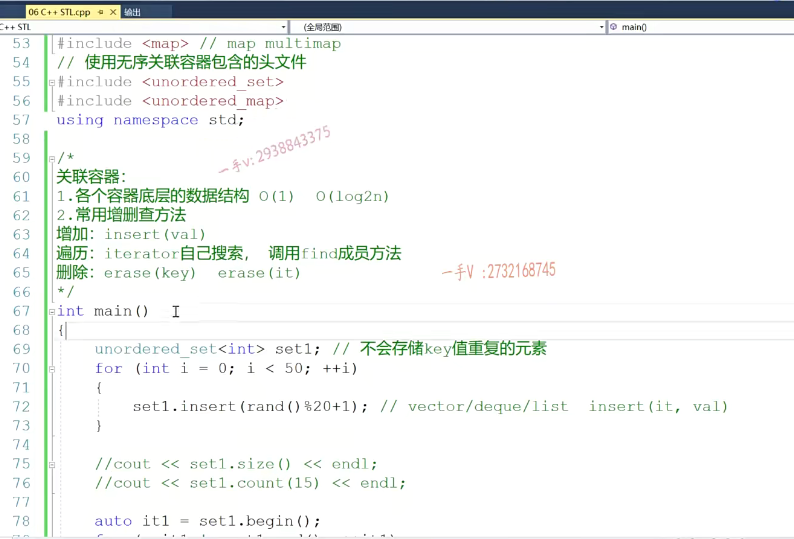 06 C++ STL.cpp 输出
C++ STL (全局范围) main()
53 #include <map> // map multimap
54 // 使用无序关联容器包含的头文件
55 #include <unordered_set>
56 #include <unordered_map>
57 using namespace std;
58
一手v:2938843375
59 /*
60 关联容器:
61 1.各个容器底层的数据结构 O(1) O(log2n)
62 2.常用增删查方法
63 增加: insert(val)
64 遍历: iterator自己搜索, 调用find成员方法
65 删除: erase(key) erase(it)
一手V :2732168745
66 */
67 int main()
68 {
69 unordered_set<int> set1; // 不会存储key值重复的元素
70 for (int i = 0; i < 50; ++i)
71 {
72 set1.insert(rand()%20+1); // vector/deque/list insert(it, val)
73 }
74
75 //cout << set1.size() << endl;
76 //cout << set1.count(15) << endl;
77
78 auto it1 = set1.begin();